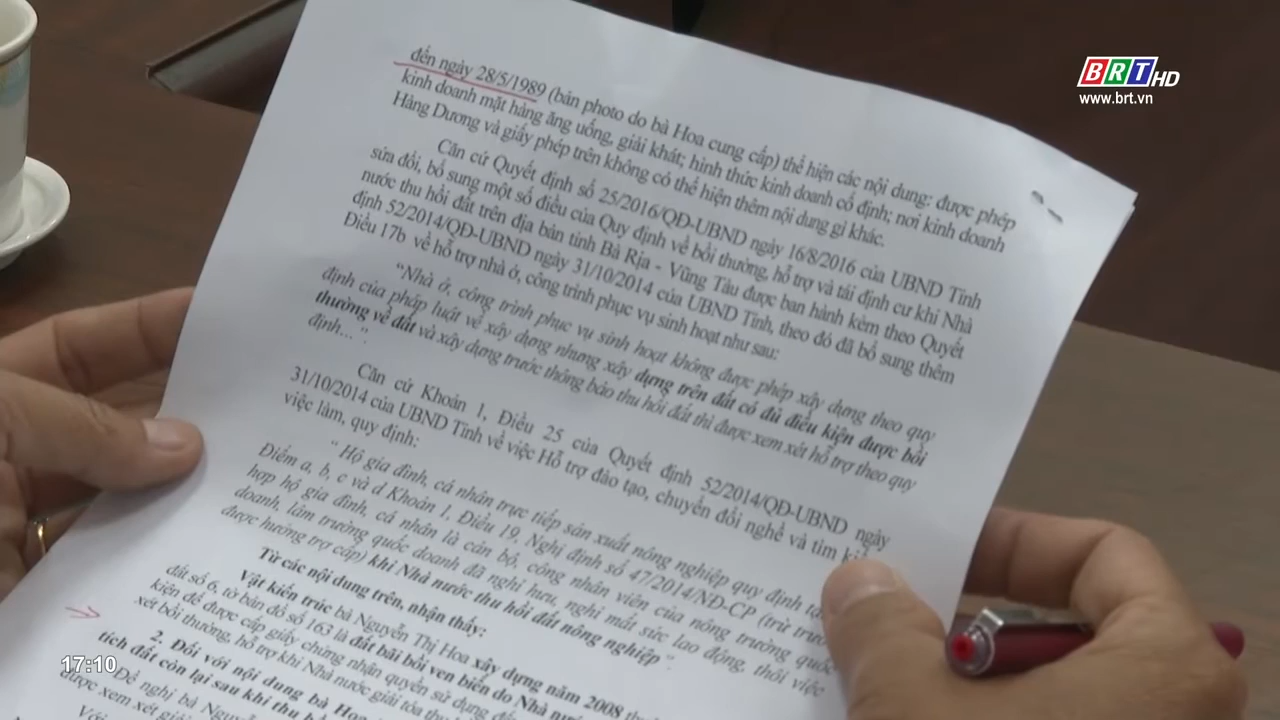 BRT HD
www.brt.vn
đến ngày 28/5/1989 (bản photo do bà Hoa cung cấp) thể hiện các nội dung: được phép
kinh doanh mặt hàng ăng uống, giải khát; hình thức kinh doanh cố định; nơi kinh doanh
Hàng Dương và giấy phép trên không có thể hiện thêm nội dung gì khác.
Căn cứ Quyết định số 25/2016/QĐ-UBND ngày 16/8/2016 của UBND Tỉnh
sửa đổi, bổ sung một số điều của Quy định về bồi thường, hỗ trợ và tái định cư khi Nhà
nước thu hồi đất trên địa bàn tỉnh Bà Rịa - Vũng Tàu được ban hành kèm theo Quyết
định 52/2014/QĐ-UBND ngày 31/10/2014 của UBND Tỉnh, theo đó đã bổ sung thêm
Điều 17b về hỗ trợ nhà ở, công trình phục vụ sinh hoạt như sau:
“Nhà ở, công trình phục vụ sinh hoạt không được phép xây dựng theo quy
định của pháp luật về xây dựng nhưng xây dựng trên đất có đủ điều kiện được bồi
thường về đất và xây dựng trước thông báo thu hồi đất thì được xem xét hỗ trợ theo quy
định... ”.
Căn cứ Khoản 1, Điều 25 của Quyết định 52/2014/QĐ-UBND ngày
31/10/2014 của UBND Tỉnh về việc Hỗ trợ đào tạo, chuyển đổi nghề và tìm
việc làm, quy định:
“ Hộ gia đình, cá nhân trực tiếp sản xuất nông nghiệp quy định
Điểm a, b, c và d Khoản 1, Điều 19, Nghị định số 47/2014/NĐ-CP (trừ
hợp hộ gia đình, cá nhân là cán bộ, công nhân viên của nông trường quốc
doanh, lâm trường quốc doanh đã nghỉ hưu, nghỉ mất sức lao động, thôi việc
được hưởng trợ cấp) khi Nhà nước thu hồi đất nông nghiệp ”.
Từ các nội dung trên, nhận thấy:
Vật kiến trúc bà Nguyễn Thị Hoa xây dựng năm 2008
đất số 6, tờ bản đồ số 163 là đất bãi bồi ven biển do Nhà
kiện để được cấp giấy chứng nhận quyền sử dụng
xét bồi thường, hỗ trợ khi Nhà nước giải tỏa
2. Đối với nội dung bà
tích đất còn lại sau khi thu
Đề nghị bà
được xem xét
Với
17:10